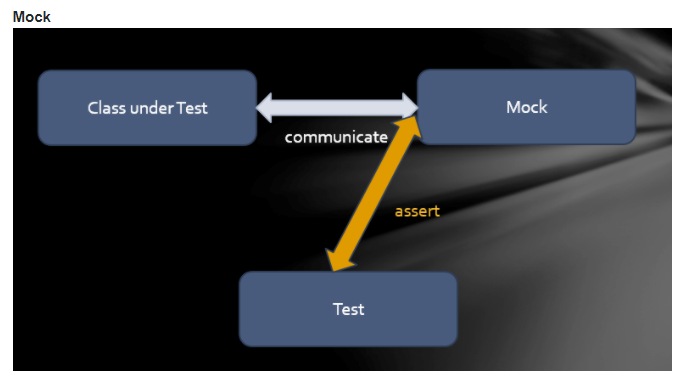 Mock
Class under Test
Mock
communicate
assert
Test